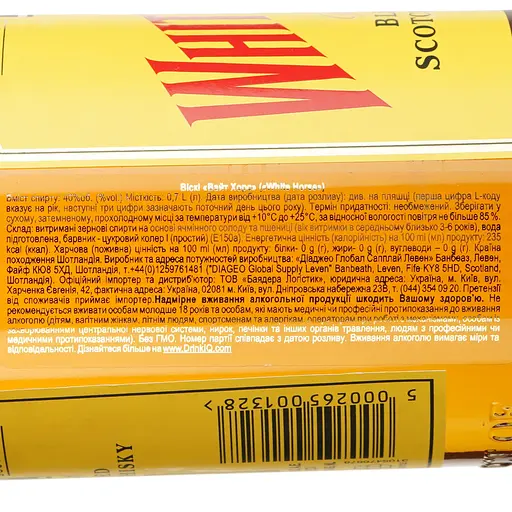 WHI
BL
SCOTC
Віскі «Вайт Хорс» («White Horse»)
Вміст спирту: 40%об. (%vol.) Місткість: 0,7 L (л). Дата виробництва (дата розливу): див. на пляшці (перша цифра L-коду
вказує на рік, наступні три цифри зазначають поточний день цього року). Термін придатності: необмежений. Зберігати у
сухому, затемненому, прохолодному місці за температури від +10°C до +25°C, за відносної вологості повітря не більше 85 %.
Склад: витримані зернові спирти на основі ячмінного солоду та пшениці (вік витримки в середньому близько 3-6 років), вода
підготовлена, барвник- цукровий колер I (простий) (E150a). Енергетична цінність (калорійність) на 100 ml (мл) продукту: 235
kcal (ккал). Харчова (поживна) цінність на 100 ml (мл) продукту: білки- 0 g (г), жири- 0 g (г), вуглеводи – 0 g (г). Країна
походження Шотландія. Виробник та адреса потужностей виробництва: «Діаджео Глобал Сапплай Левен» Банбеаз, Левен,
Файф КЮ8 5ХД, Шотландія, т.+44(0)1259761481 ("DIAGEO Global Supply Leven" Banbeath, Leven, Fife KY8 5HD, Scotland,
Шотландія). Офіційний імпортер та дистриб'ютор: ТОВ «Баядера Логістик», юридична адреса: Україна, м. Київ, вул.
Харченка Євгенія, 42, фактична адреса: Україна, 02081 м. Київ, вул. Дніпровська набережна 23В, т. (044) 354 09 20. Претензії
від споживачів приймає імпортер. Надмірне вживання алкогольної продукції шкодить Вашому здоров'ю. Не
рекомендується вживати особам молодше 18 років та особам, які мають медичні чи професійні протипоказання до вживання
алкоголю (дітям, вагітним жінкам, літнім людям, спортсменам та алергікам, операторам при роботі з механізмами, особам із
захворюваннями центральної нервової системи, нирок, печінки та інших органів травлення, людям з професійними чи
медичними протипоказаннями). Без ГМО. Номер партії співпадає з датою розливу. Вживання алкоголю вимагає міри та
відповідальності. Дізнайтеся більше на www.DrinkIQ.com
5 000265 001328 >
ISKY